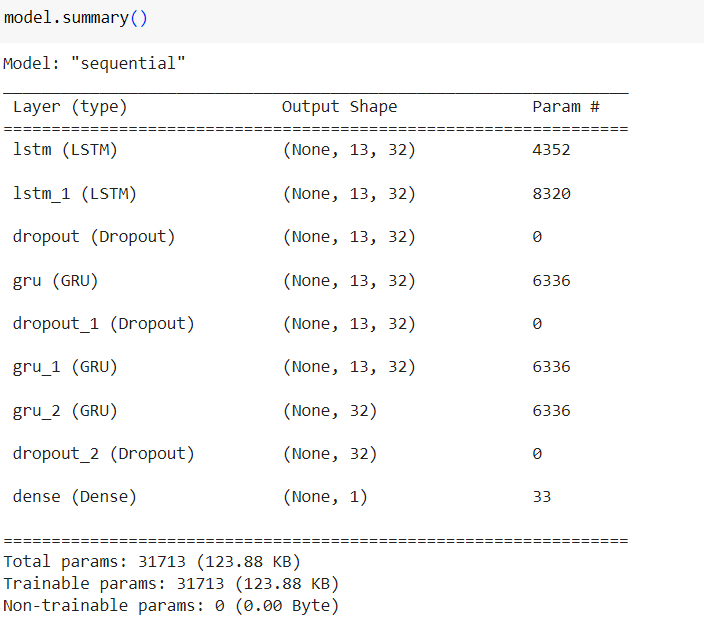 model.summary()
Model: "sequential"
_________________________________________________________________
Layer (type)                Output Shape              Param #
=================================================================
lstm (LSTM)                 (None, 13, 32)            4352
lstm_1 (LSTM)               (None, 13, 32)            8320
dropout (Dropout)           (None, 13, 32)            0
gru (GRU)                   (None, 13, 32)            6336
dropout_1 (Dropout)         (None, 13, 32)            0
gru_1 (GRU)                 (None, 13, 32)            6336
gru_2 (GRU)                 (None, 32)                6336
dropout_2 (Dropout)         (None, 32)                0
dense (Dense)               (None, 1)                 33
=================================================================
Total params: 31713 (123.88 KB)
Trainable params: 31713 (123.88 KB)
Non-trainable params: 0 (0.00 Byte)